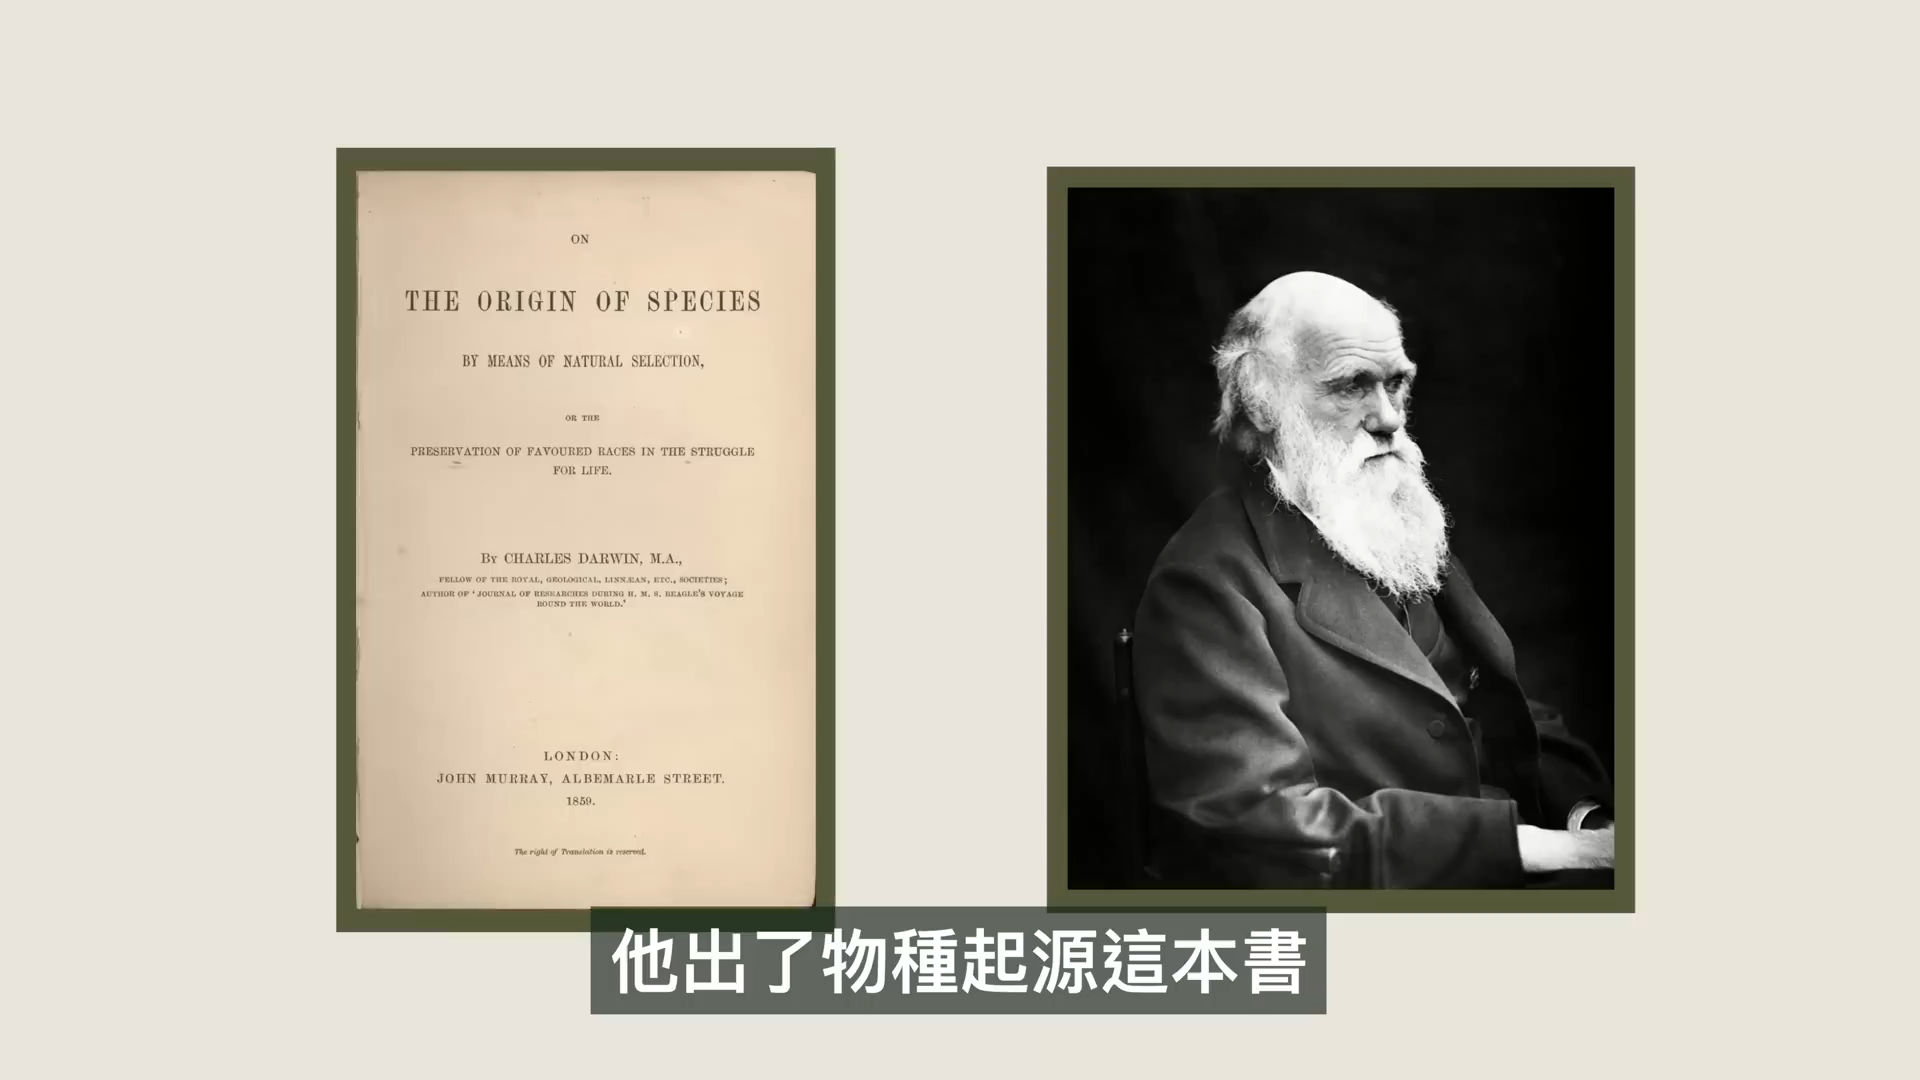 ON
THE ORIGIN OF SPECIES
BY MEANS OF NATURAL SELECTION,
OR THE
PRESERVATION OF FAVOURED RACES IN THE STRUGGLE
FOR LIFE.
By CHARLES DARWIN, M.A.,
FELLOW OF THE ROYAL, GEOLOGICAL, LINNÆAN, ETC., SOCIETIES;
AUTHOR OF 'JOURNAL OF RESEARCHES DURING H. M. S. BEAGLE'S VOYAGE
ROUND THE WORLD.'
LONDON:
JOHN MURRAY, ALBEMARLE STREET.
1859.
The right of Translation is reserved.
他出了物種起源這本書